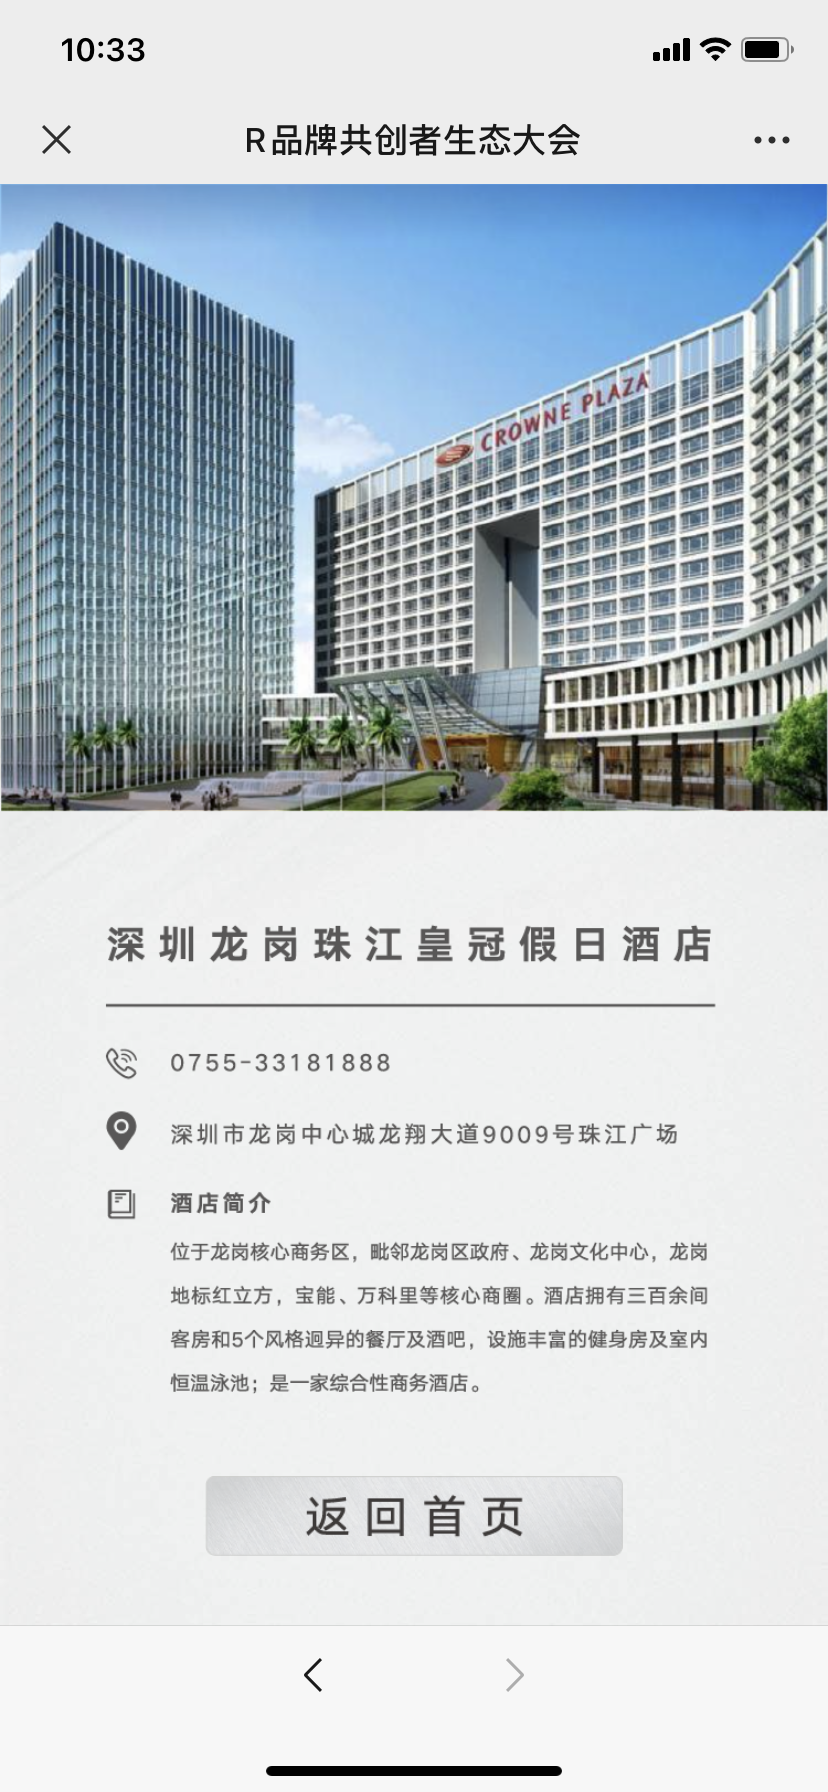 10:33
R品牌共创者生态大会
CROWNE PLAZA
深圳龙岗珠江皇冠假日酒店
0755-33181888
深圳市龙岗中心城龙翔大道9009号珠江广场
酒店简介
位于龙岗核心商务区，毗邻龙岗区政府、龙岗文化中心，龙岗
地标红立方，宝能、万科里等核心商圈。酒店拥有三百余间
客房和5个风格迥异的餐厅及酒吧，设施丰富的健身房及室内
恒温泳池；是一家综合性商务酒店。
返回首页